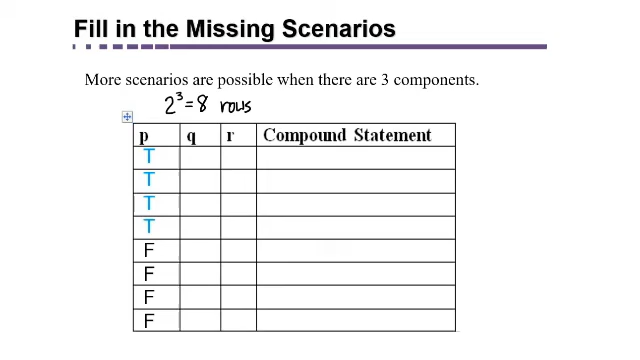 Fill in the Missing Scenarios
More scenarios are possible when there are 3 components.
2³=8 rows
p q r Compound Statement
T
T
T
T
F
F
F
F